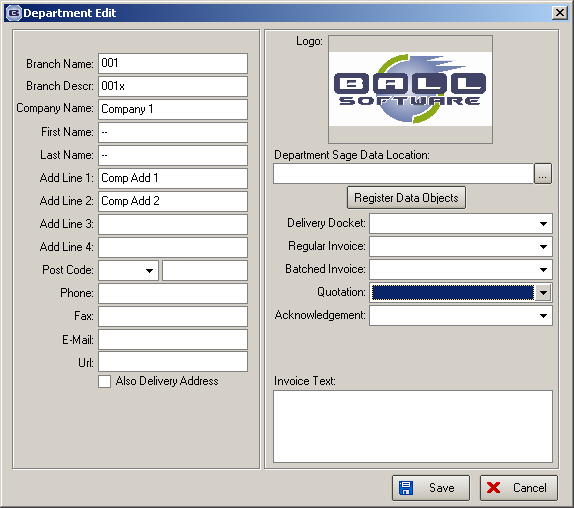 Department Edit
Branch Name: 001
Branch Descr: 001x
Company Name: Company 1
First Name: --
Last Name: --
Add Line 1: Comp Add 1
Add Line 2: Comp Add 2
Add Line 3:
Add Line 4:
Post Code:
Phone:
Fax:
E-Mail:
Url:
Also Delivery Address
Logo:
BALL
SOFTWARE
Department Sage Data Location:
...
Register Data Objects
Delivery Docket:
Regular Invoice:
Batched Invoice:
Quotation:
Acknowledgement:
Invoice Text:
Save
Cancel